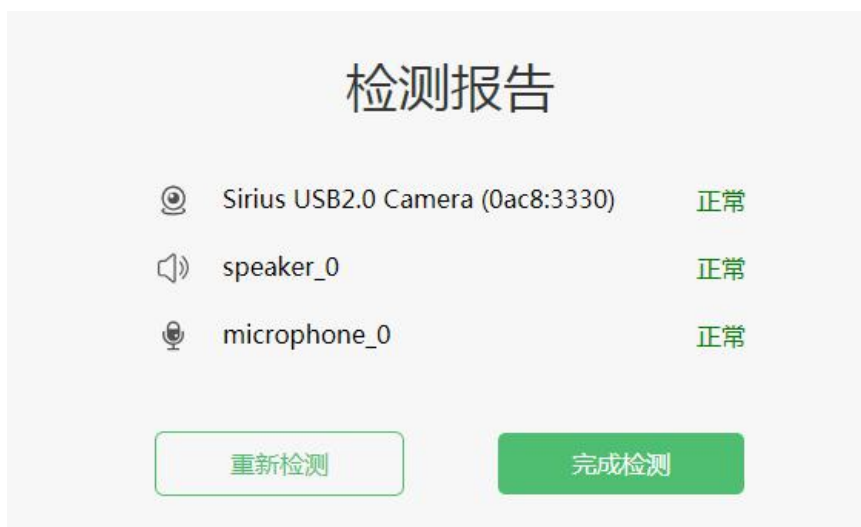 检测报告
Sirius USB2.0 Camera (0ac8:3330) 正常
speaker_0 正常
microphone_0 正常
重新检测 完成检测